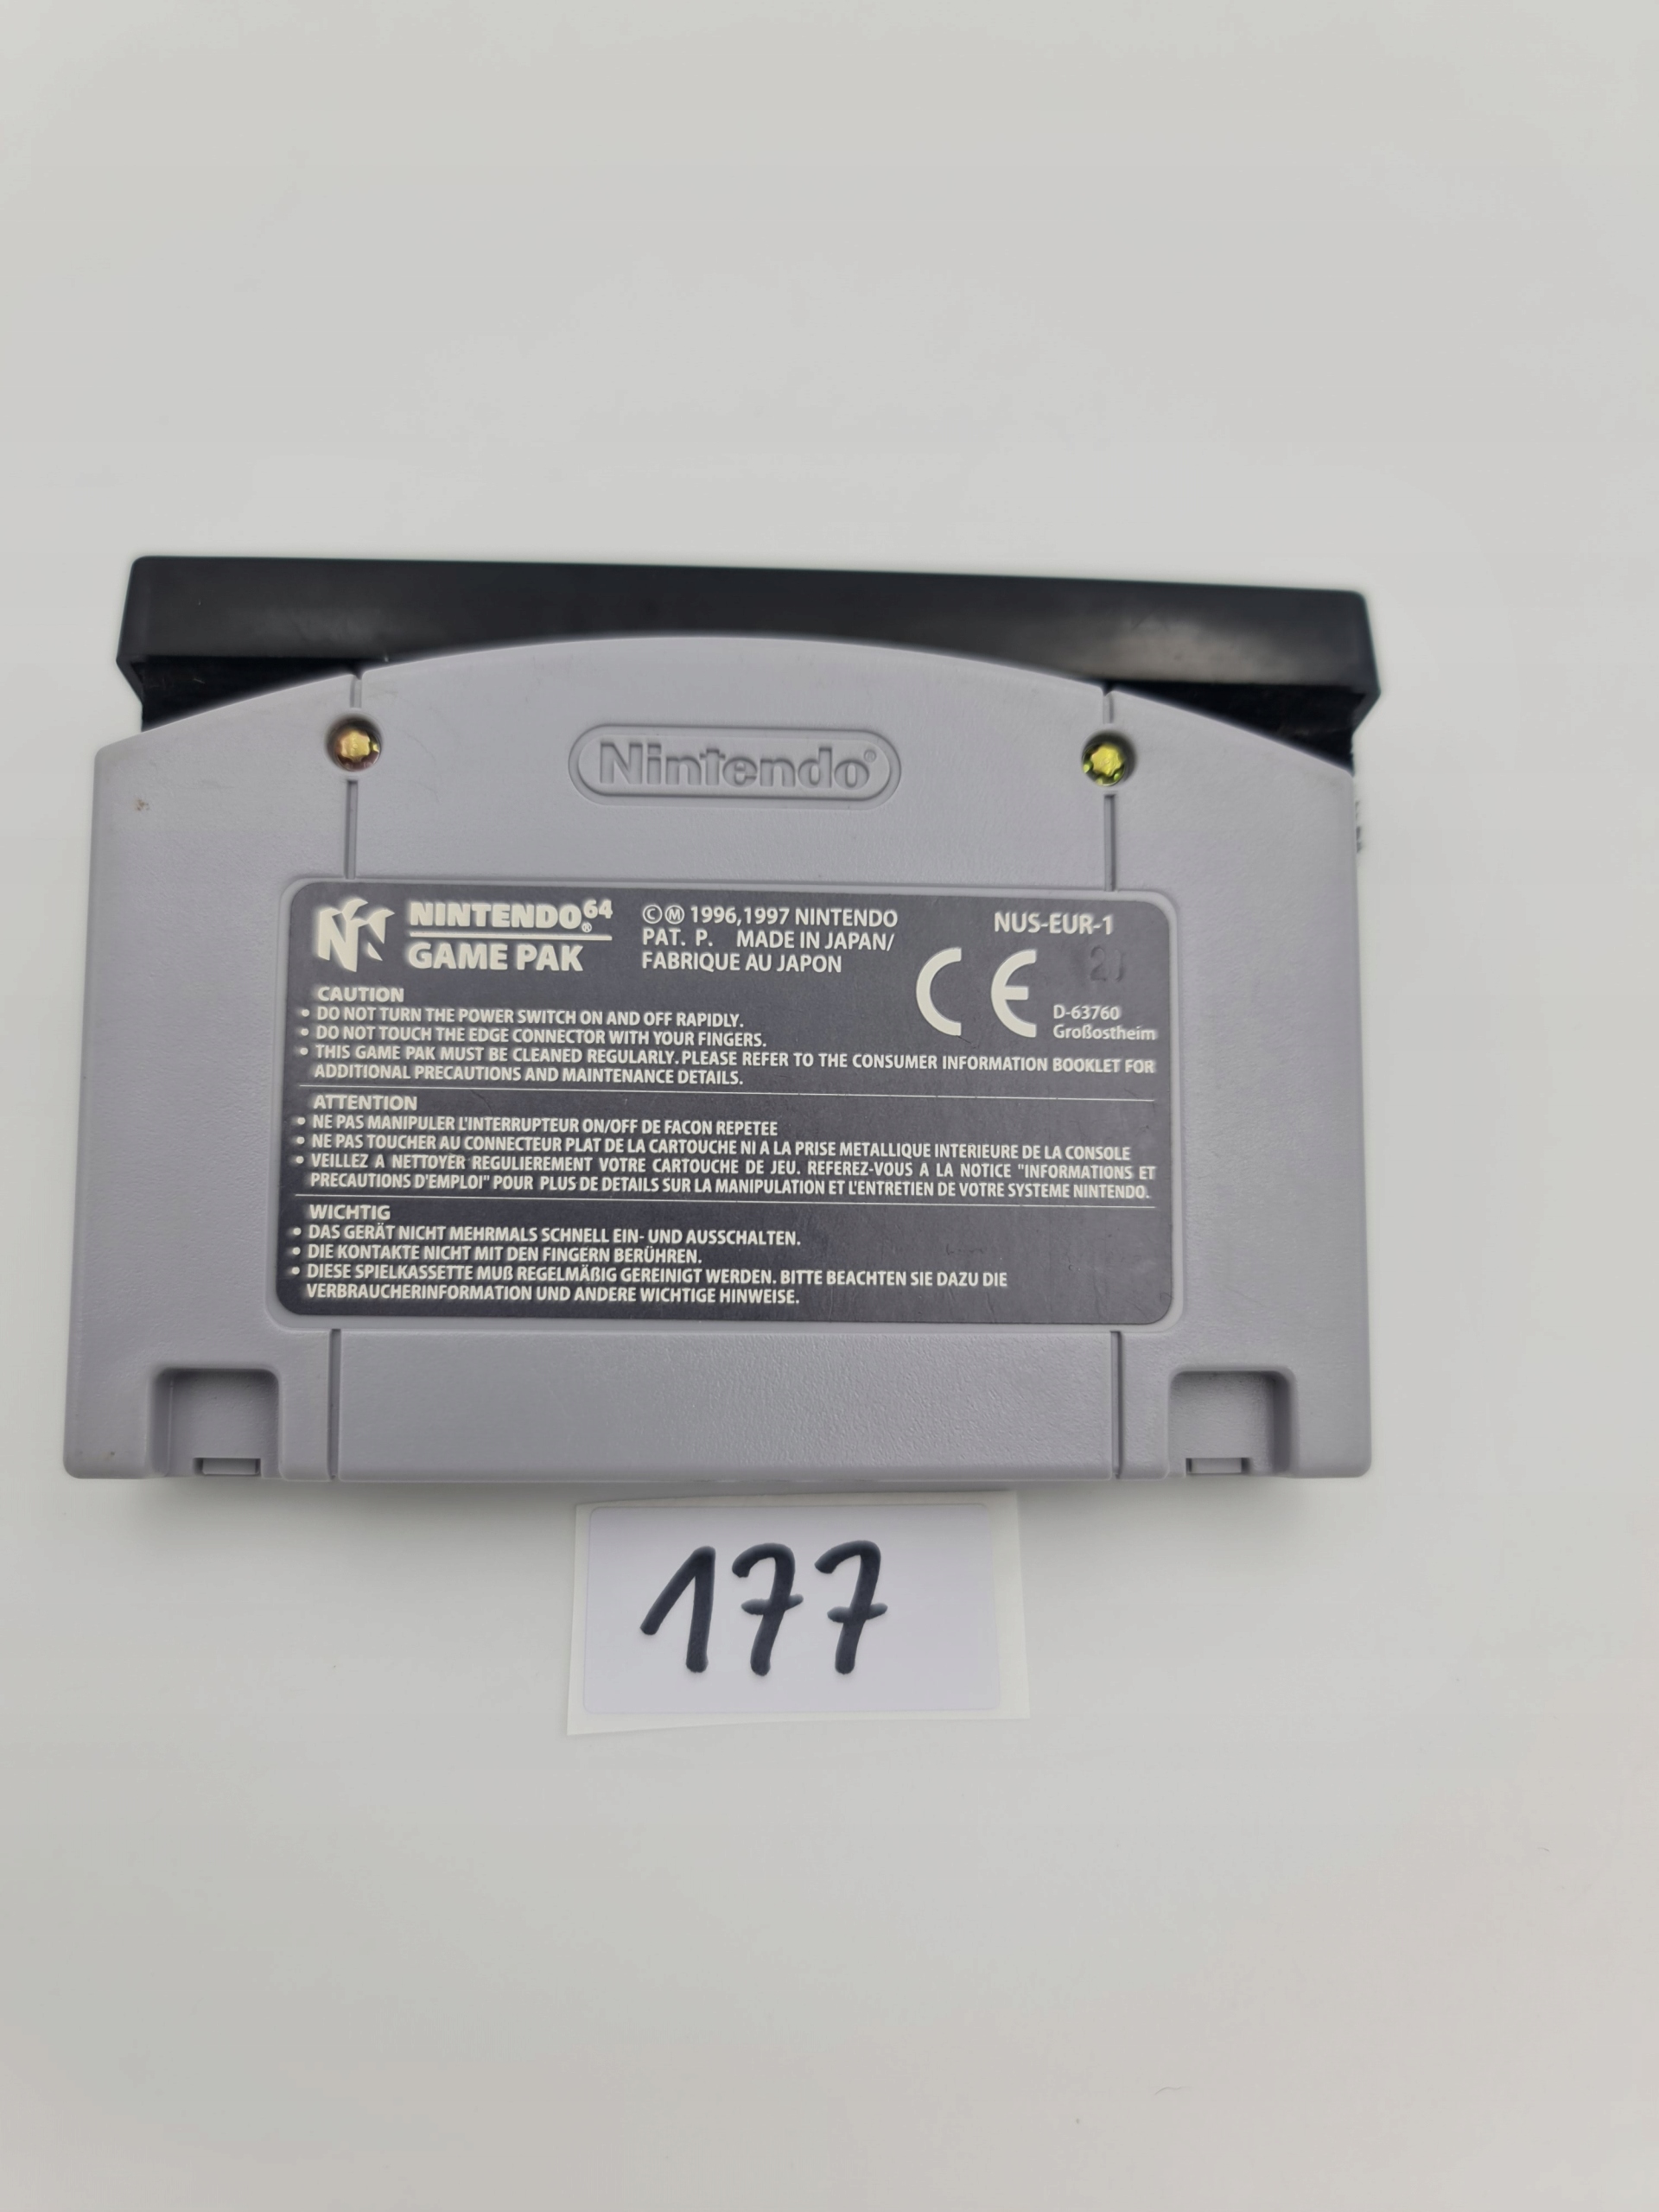 Nintendo®
NINTENDO®64
GAME PAK
©Ⓜ 1996,1997 NINTENDO
PAT. P. MADE IN JAPAN/
FABRIQUE AU JAPON
NUS-EUR-1
CE
D-63760
Großostheim
CAUTION
• DO NOT TURN THE POWER SWITCH ON AND OFF RAPIDLY.
• DO NOT TOUCH THE EDGE CONNECTOR WITH YOUR FINGERS.
• THIS GAME PAK MUST BE CLEANED REGULARLY. PLEASE REFER TO THE CONSUMER INFORMATION BOOKLET FOR
ADDITIONAL PRECAUTIONS AND MAINTENANCE DETAILS.
ATTENTION
• NE PAS MANIPULER L'INTERRUPTEUR ON/OFF DE FACON REPETEE
• NE PAS TOUCHER AU CONNECTEUR PLAT DE LA CARTOUCHE NI A LA PRISE METALLIQUE INTERIEURE DE LA CONSOLE
• VEILLEZ A NETTOYER REGULIEREMENT VOTRE CARTOUCHE DE JEU. REFEREZ-VOUS A LA NOTICE "INFORMATIONS ET
PRECAUTIONS D'EMPLOI" POUR PLUS DE DETAILS SUR LA MANIPULATION ET L'ENTRETIEN DE VOTRE SYSTEME NINTENDO.
WICHTIG
• DAS GERÄT NICHT MEHRMALS SCHNELL EIN- UND AUSSCHALTEN.
• DIE KONTAKTE NICHT MIT DEN FINGERN BERÜHREN.
• DIESE SPIELKASSETTE MUß REGELMÄßIG GEREINIGT WERDEN. BITTE BEACHTEN SIE DAZU DIE
VERBRAUCHERINFORMATION UND ANDERE WICHTIGE HINWEISE.
177